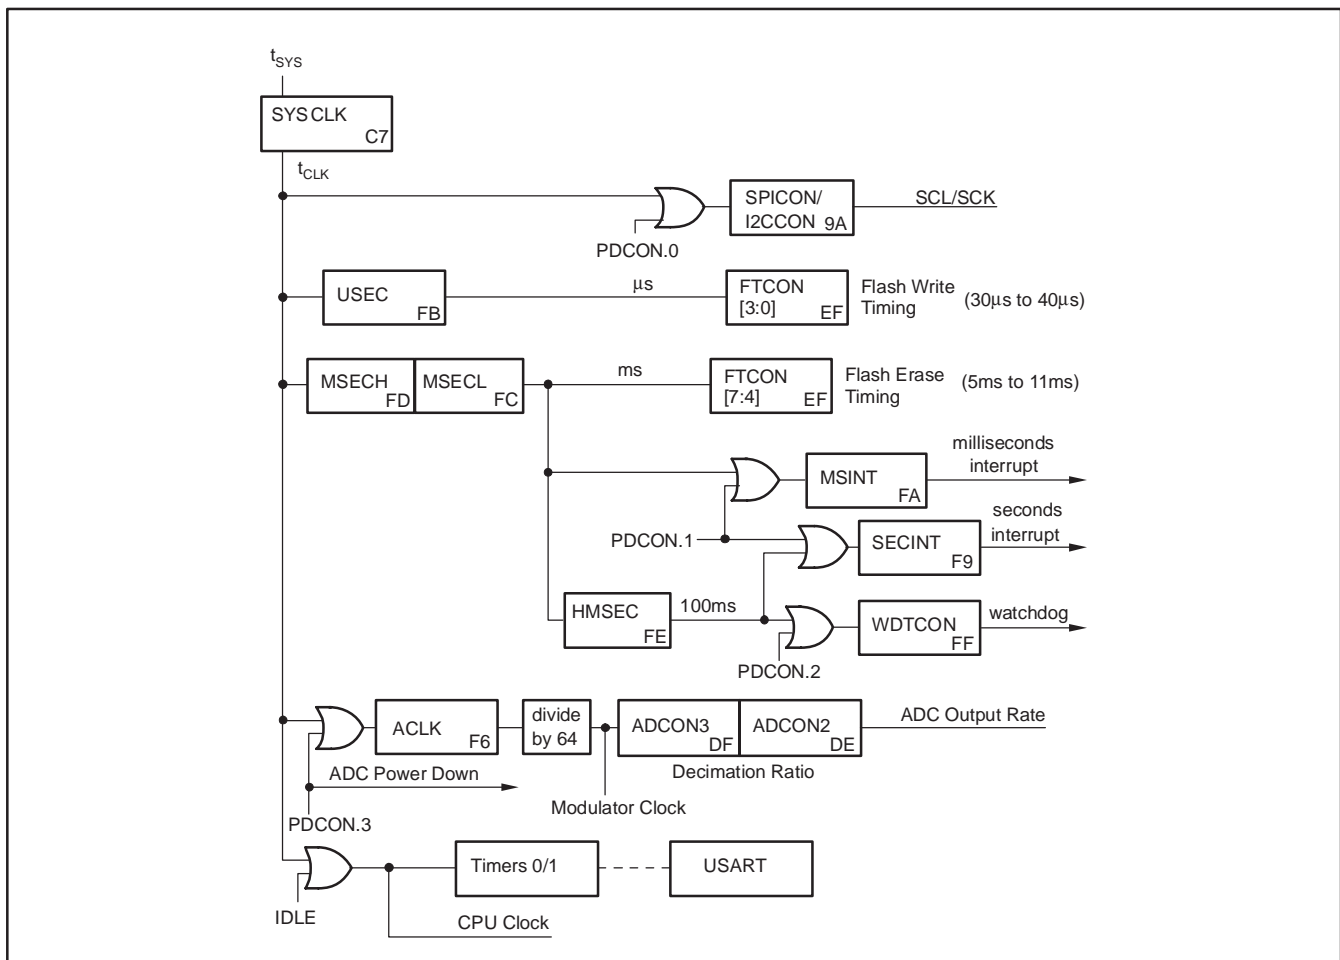 tSYS
SYS CLK
C7
tCLK
SPICON/
I2CCON 9A
SCL/SCK
PDCON.0
USEC
FB
μs
FTCON
[3:0] EF
Flash Write
Timing
(30μs to 40μs)
MSECH
FD
MSECL
FC
ms
FTCON
[7:4] EF
Flash Erase
Timing
(5ms to 11ms)
MSINT
FA
milliseconds
interrupt
PDCON.1
SECINT
F9
seconds
interrupt
HMSEC
FE
100ms
WDTCON
FF
watchdog
PDCON.2
ACLK
F6
divide
by 64
ADCON3
DF
ADCON2
DE
ADC Output Rate
Decimation Ratio
ADC Power Down
Modulator Clock
PDCON.3
Timers 0/1
USART
IDLE
CPU Clock